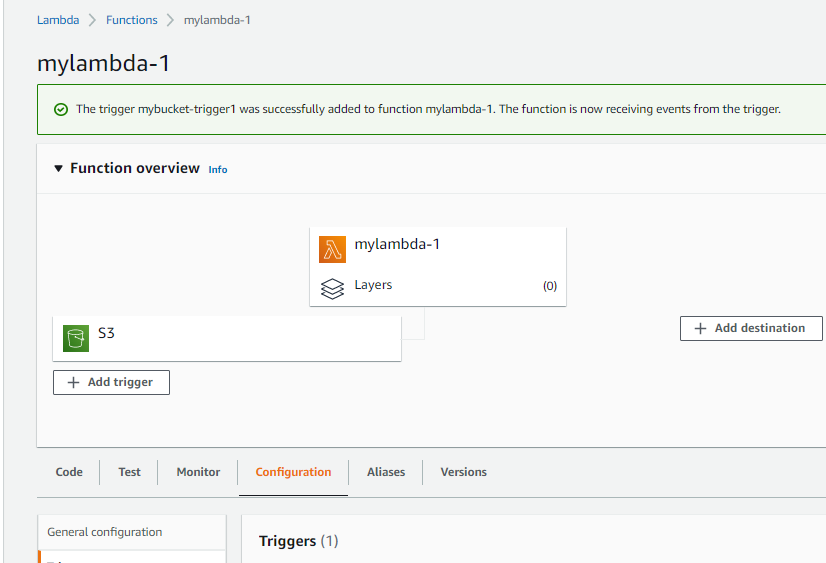 Lambda > Functions > mylambda-1
mylambda-1
The trigger mybucket-trigger1 was successfully added to function mylambda-1. The function is now receiving events from the trigger.
Function overview Info
mylambda-1
Layers (0)
S3
+ Add destination
+ Add trigger
Code Test Monitor Configuration Aliases Versions
General configuration
Triggers (1)